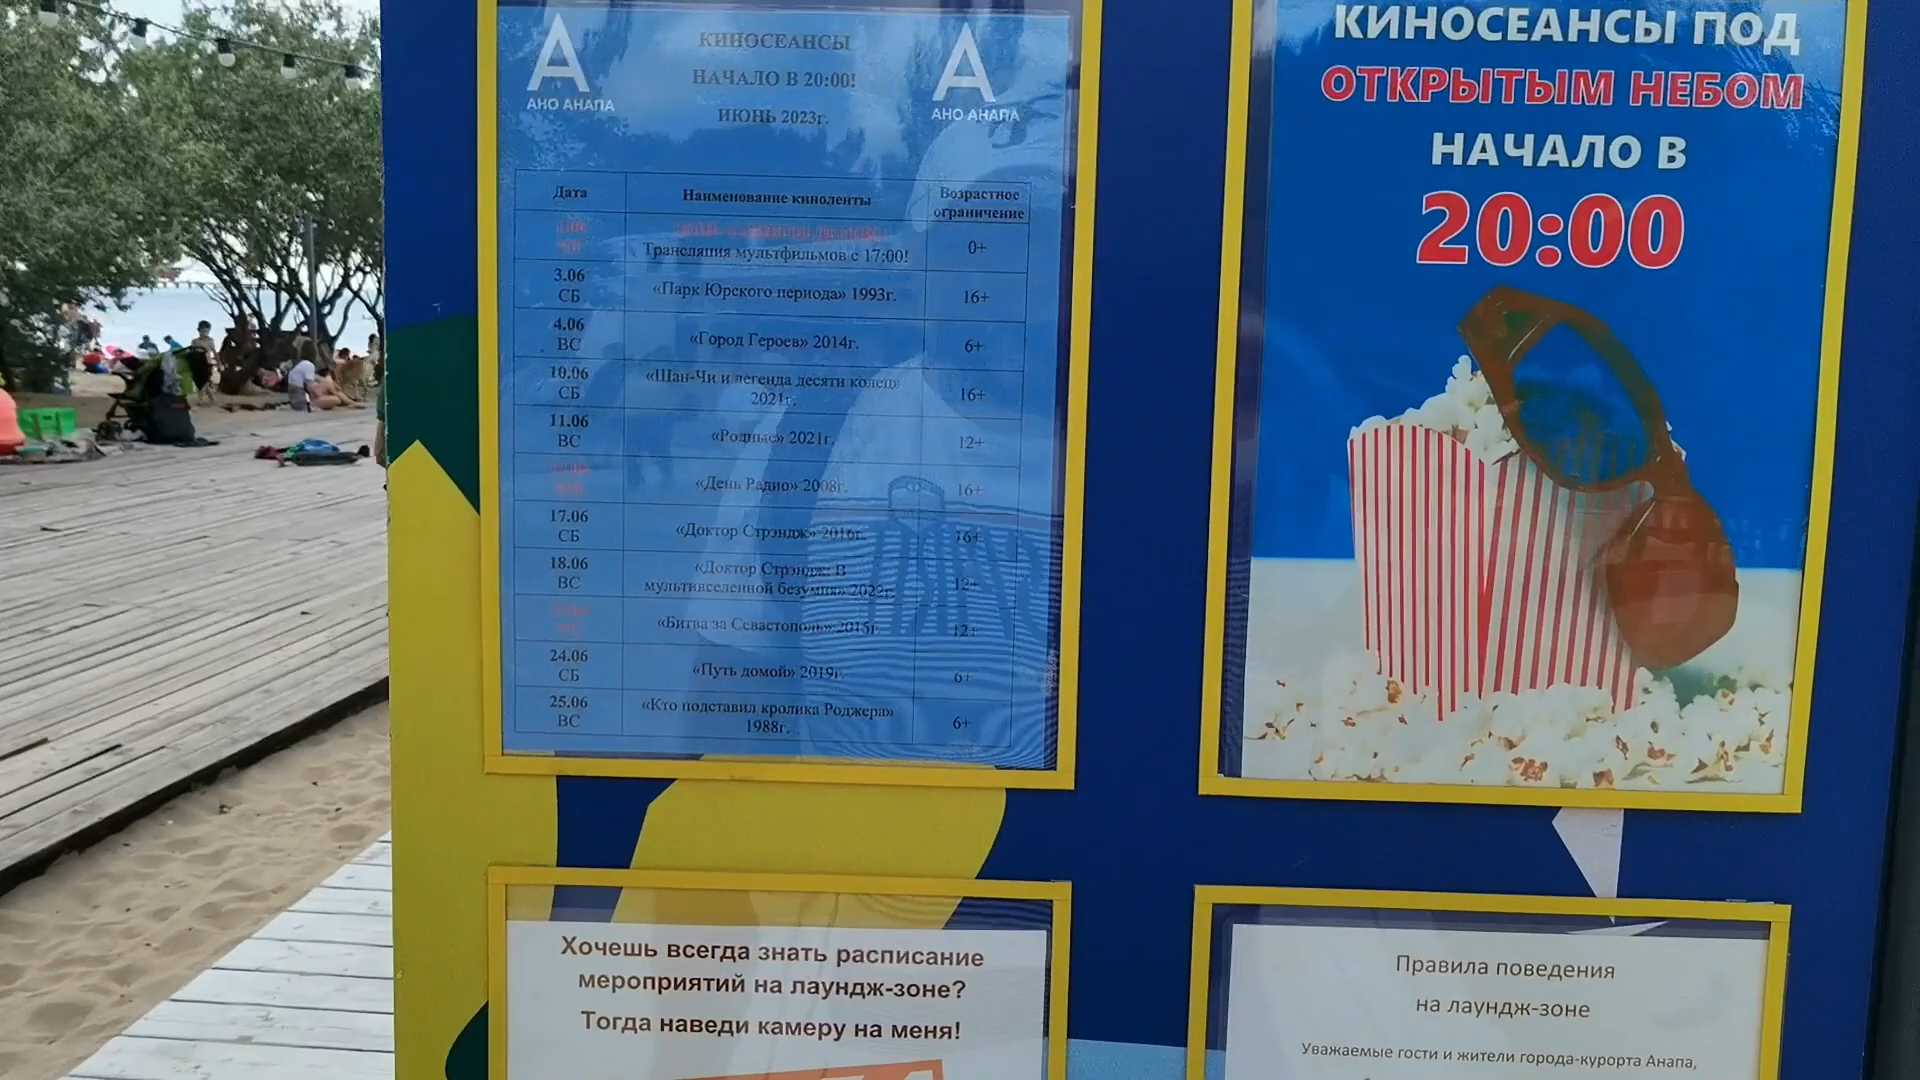 А
АНО АНАПА
КИНОСЕАНСЫ
НАЧАЛО В 20:00!
ИЮНЬ 2023г.
А
АНО АНАПА
Дата
Наименование киноленты
Возрастное
ограничение
Трансляция мультфильмов с 17:00!
0+
3.06
СБ
«Парк Юрского периода» 1993г.
16+
4.06
ВС
«Город Героев» 2014г.
6+
10.06
СБ
«Шан-Чи и легенда десяти колец»
2021г.
16+
11.06
ВС
«Родные» 2021г.
12+
«День Радио» 2008г.
16+
17.06
СБ
«Доктор Стрэндж» 2016г.
16+
18.06
ВС
«Доктор Стрэндж: В
мультивселенной безумия» 2022г.
12+
«Битва за Севастополь» 2015г.
12+
24.06
СБ
«Путь домой» 2019г.
6+
25.06
ВС
«Кто подставил кролика Роджера»
1988г.
6+
КИНОСЕАНСЫ ПОД
ОТКРЫТЫМ НЕБОМ
НАЧАЛО В
20:00
Хочешь всегда знать расписание
мероприятий на лаундж-зоне?
Тогда наведи камеру на меня!
Правила поведения
на лаундж-зоне
Уважаемые гости и жители города-курорта Анапа,